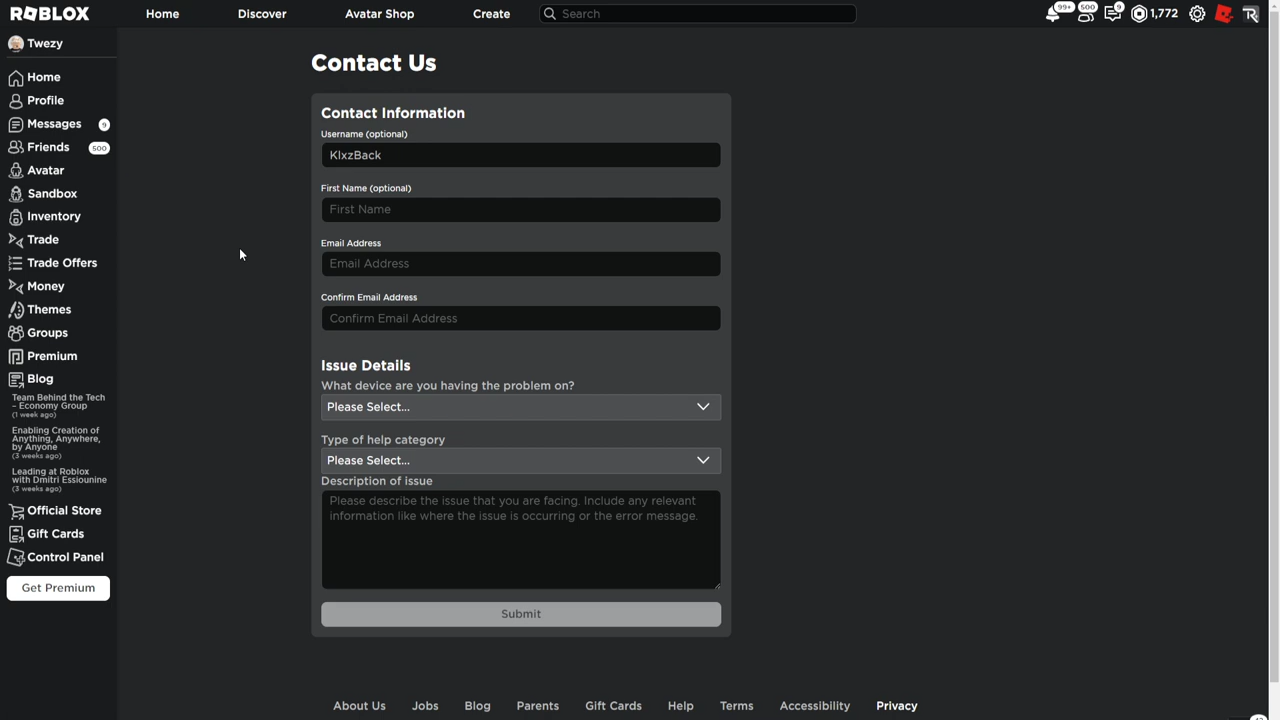 ROBLOX
Home
Discover
Avatar Shop
Create
Search
99+
500
9
1,772
Twezy
Home
Profile
Messages
9
Friends
500
Avatar
Sandbox
Inventory
Trade
Trade Offers
Money
Themes
Groups
Premium
Blog
Team Behind the Tech
– Economy Group
(1 week ago)
Enabling Creation of
Anything, Anywhere,
by Anyone
(3 weeks ago)
Leading at Roblox
with Dmitri Essiounine
(3 weeks ago)
Official Store
Gift Cards
Control Panel
Get Premium
Contact Us
Contact Information
Username (optional)
KlxzBack
First Name (optional)
First Name
Email Address
Email Address
Confirm Email Address
Confirm Email Address
Issue Details
What device are you having the problem on?
Please Select...
Type of help category
Please Select...
Description of issue
Please describe the issue that you are facing. Include any relevant
information like where the issue is occurring or the error message.
Submit
About Us
Jobs
Blog
Parents
Gift Cards
Help
Terms
Accessibility
Privacy